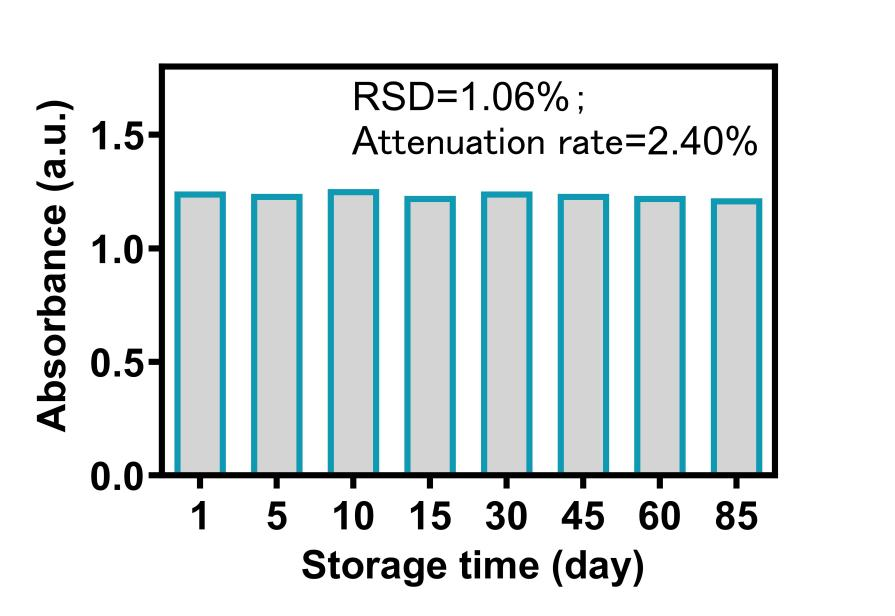 RSD=1.06%;
Attenuation rate=2.40%
Absorbance (a.u.)
1.5
1.0
0.5
0.0
1 5 10 15 30 45 60 85
Storage time (day)